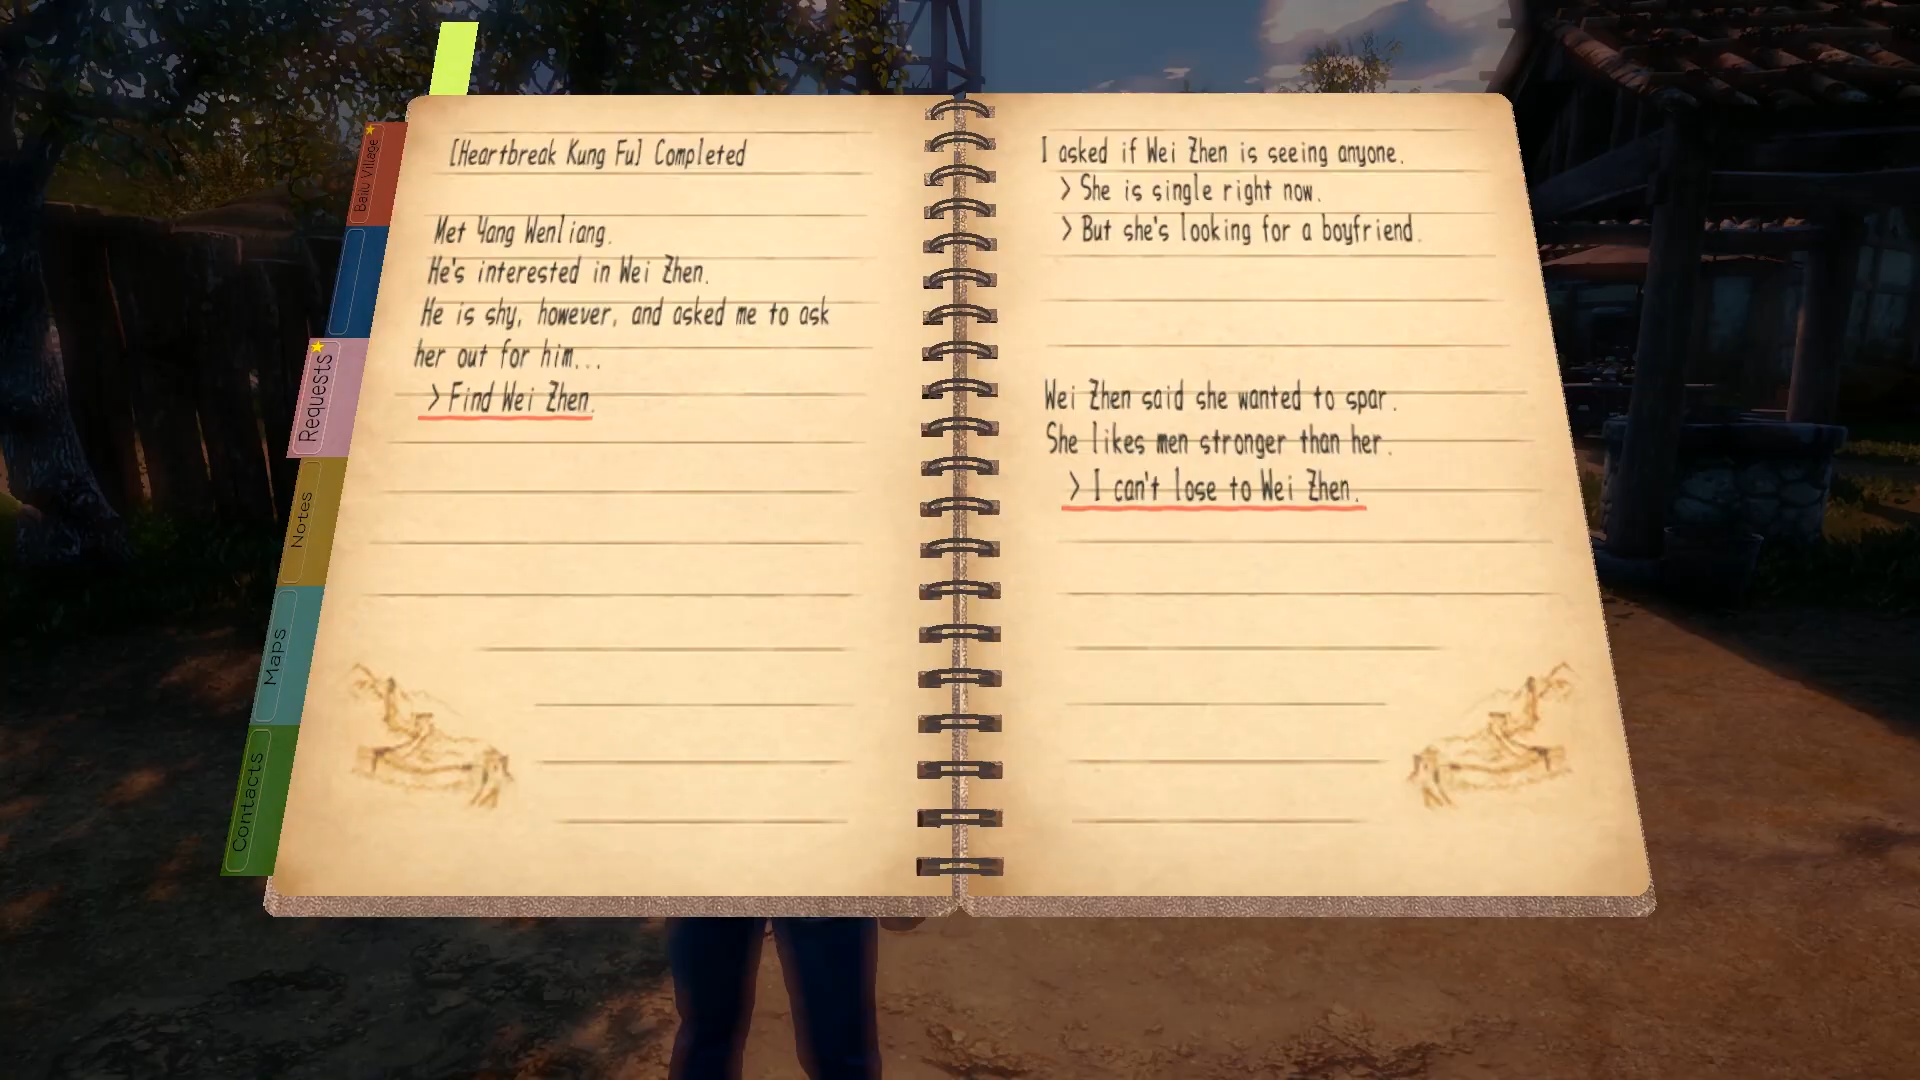 Bailu Village
Requests
Notes
Maps
Contacts
[Heartbreak Kung Fu] Completed
Met Yang Wenliang.
He's interested in Wei Zhen.
He is shy, however, and asked me to ask
her out for him...
> Find Wei Zhen.
I asked if Wei Zhen is seeing anyone.
> She is single right now.
> But she's looking for a boyfriend.
Wei Zhen said she wanted to spar.
She likes men stronger than her.
> I can't lose to Wei Zhen.